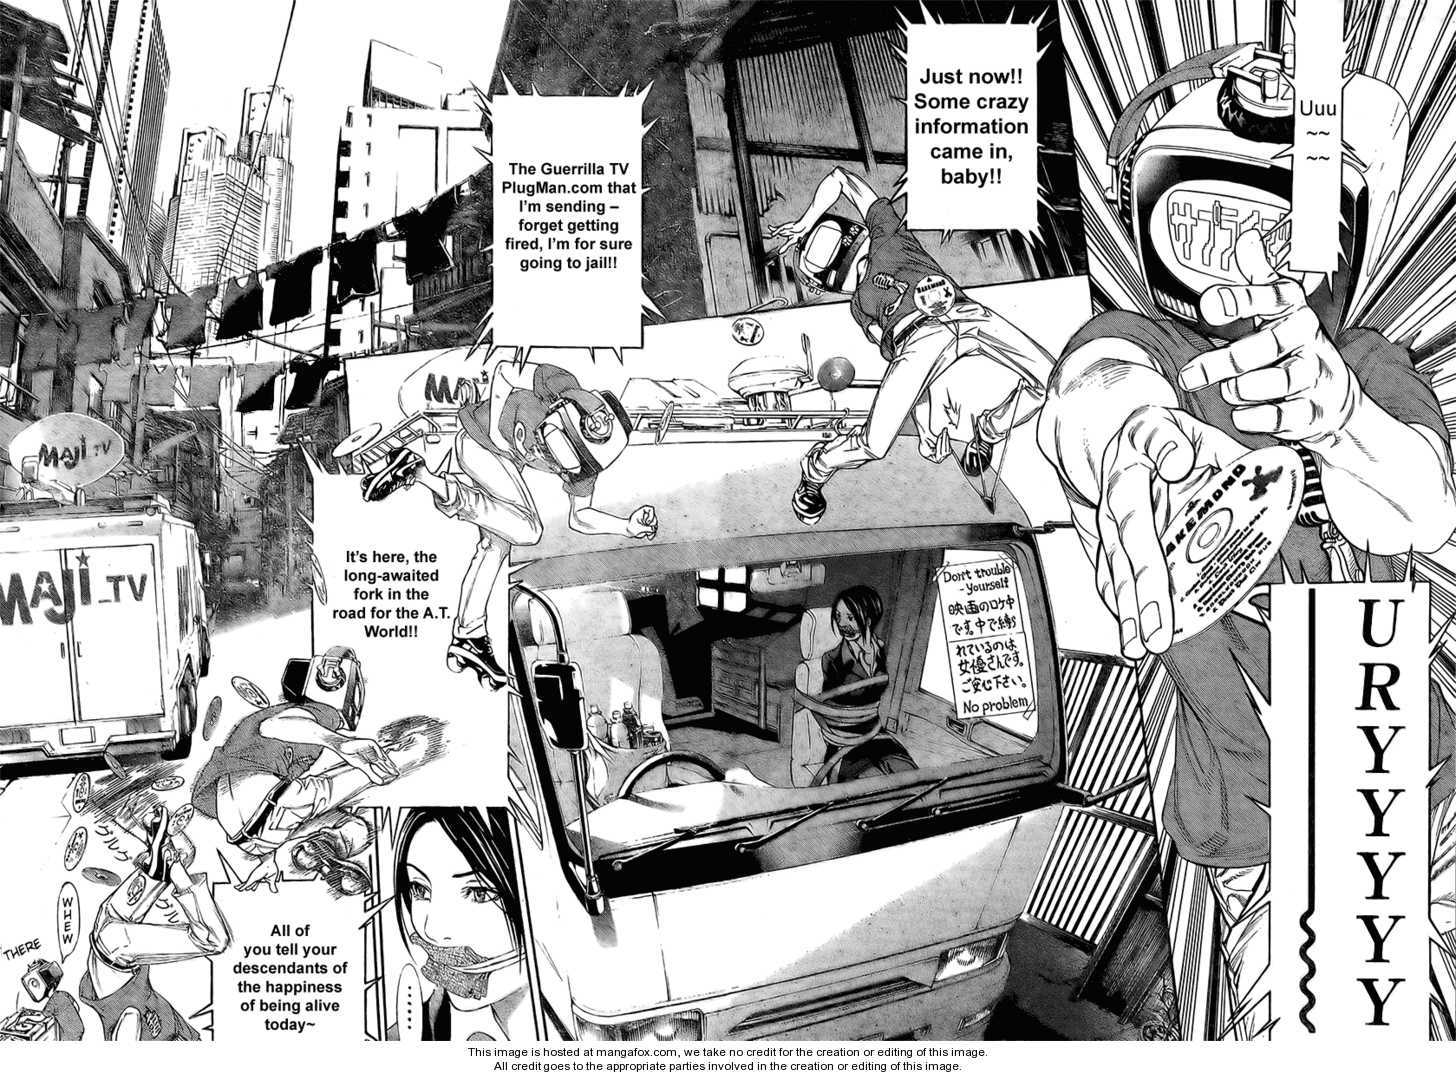 Uuu
~~
~~
URYYYYYY
Just now!!
Some crazy
information
came in,
baby!!
The Guerrilla TV
PlugMan.com that
I'm sending –
forget getting
fired, I'm for sure
going to jail!!
It's here, the
long-awaited
fork in the
road for the A.T.
World!!
MAJI
MAJI TV
MAJI_TV
AKEMONO
Don't trouble
-Yourself
映画のロケ中
です。中で縛ら
れているのは、
女優さんです。
ご安心下さい。
No problem
All of
you tell your
descendants of
the happiness
of being alive
today~
WHEW
THERE
......
This image is hosted at mangafox.com, we take no credit for the creation or editing of this image.
All credit goes to the appropriate parties involved in the creation or editing of this image.